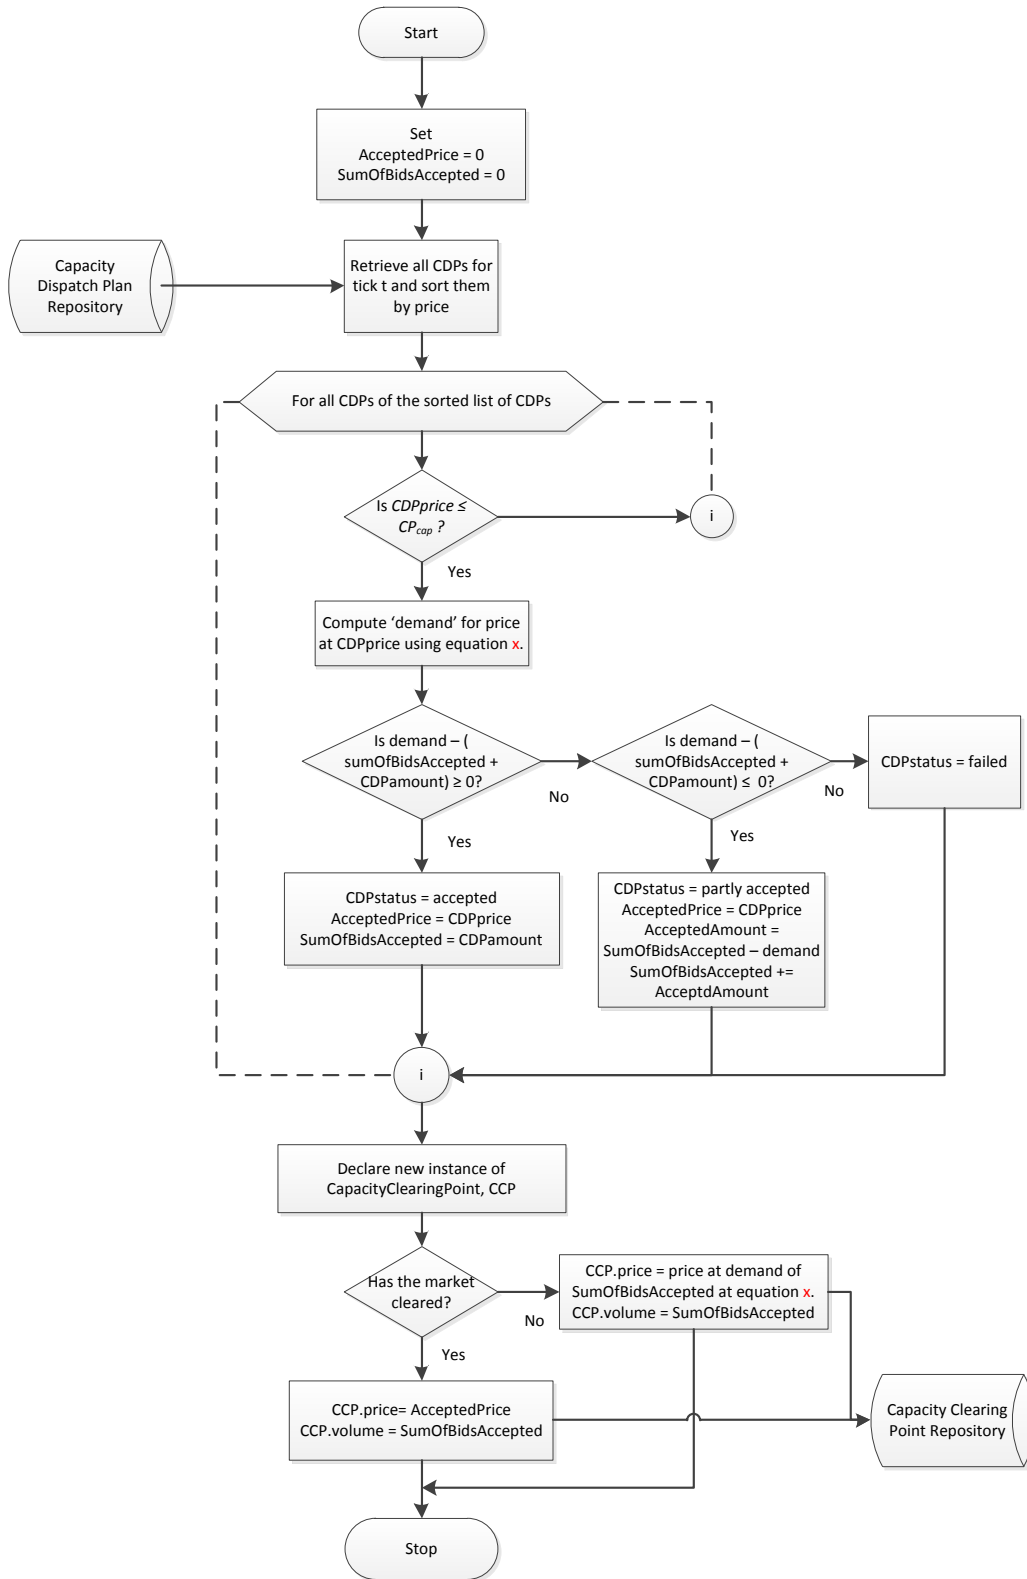 Start
Set
AcceptedPrice = 0
SumOfBidsAccepted = 0
Capacity
Dispatch Plan
Repository
Retrieve all CDPs for
tick t and sort them
by price
For all CDPs of the sorted list of CDPs
Is CDPprice ≤
CPcap ?
i
Yes
Compute ‘demand’ for price
at CDPprice using equation x.
Is demand – (
sumOfBidsAccepted +
CDPamount) ≥ 0?
No
Is demand – (
sumOfBidsAccepted +
CDPamount) ≤  0?
No
CDPstatus = failed
Yes
Yes
CDPstatus = accepted
AcceptedPrice = CDPprice
SumOfBidsAccepted = CDPamount
CDPstatus = partly accepted
AcceptedPrice = CDPprice
AcceptedAmount =
SumOfBidsAccepted – demand
SumOfBidsAccepted +=
AcceptdAmount
i
Declare new instance of
CapacityClearingPoint, CCP
Has the market
cleared?
No
CCP.price = price at demand of
SumOfBidsAccepted at equation x.
CCP.volume = SumOfBidsAccepted
Yes
CCP.price= AcceptedPrice
CCP.volume = SumOfBidsAccepted
Capacity Clearing
Point Repository
Stop